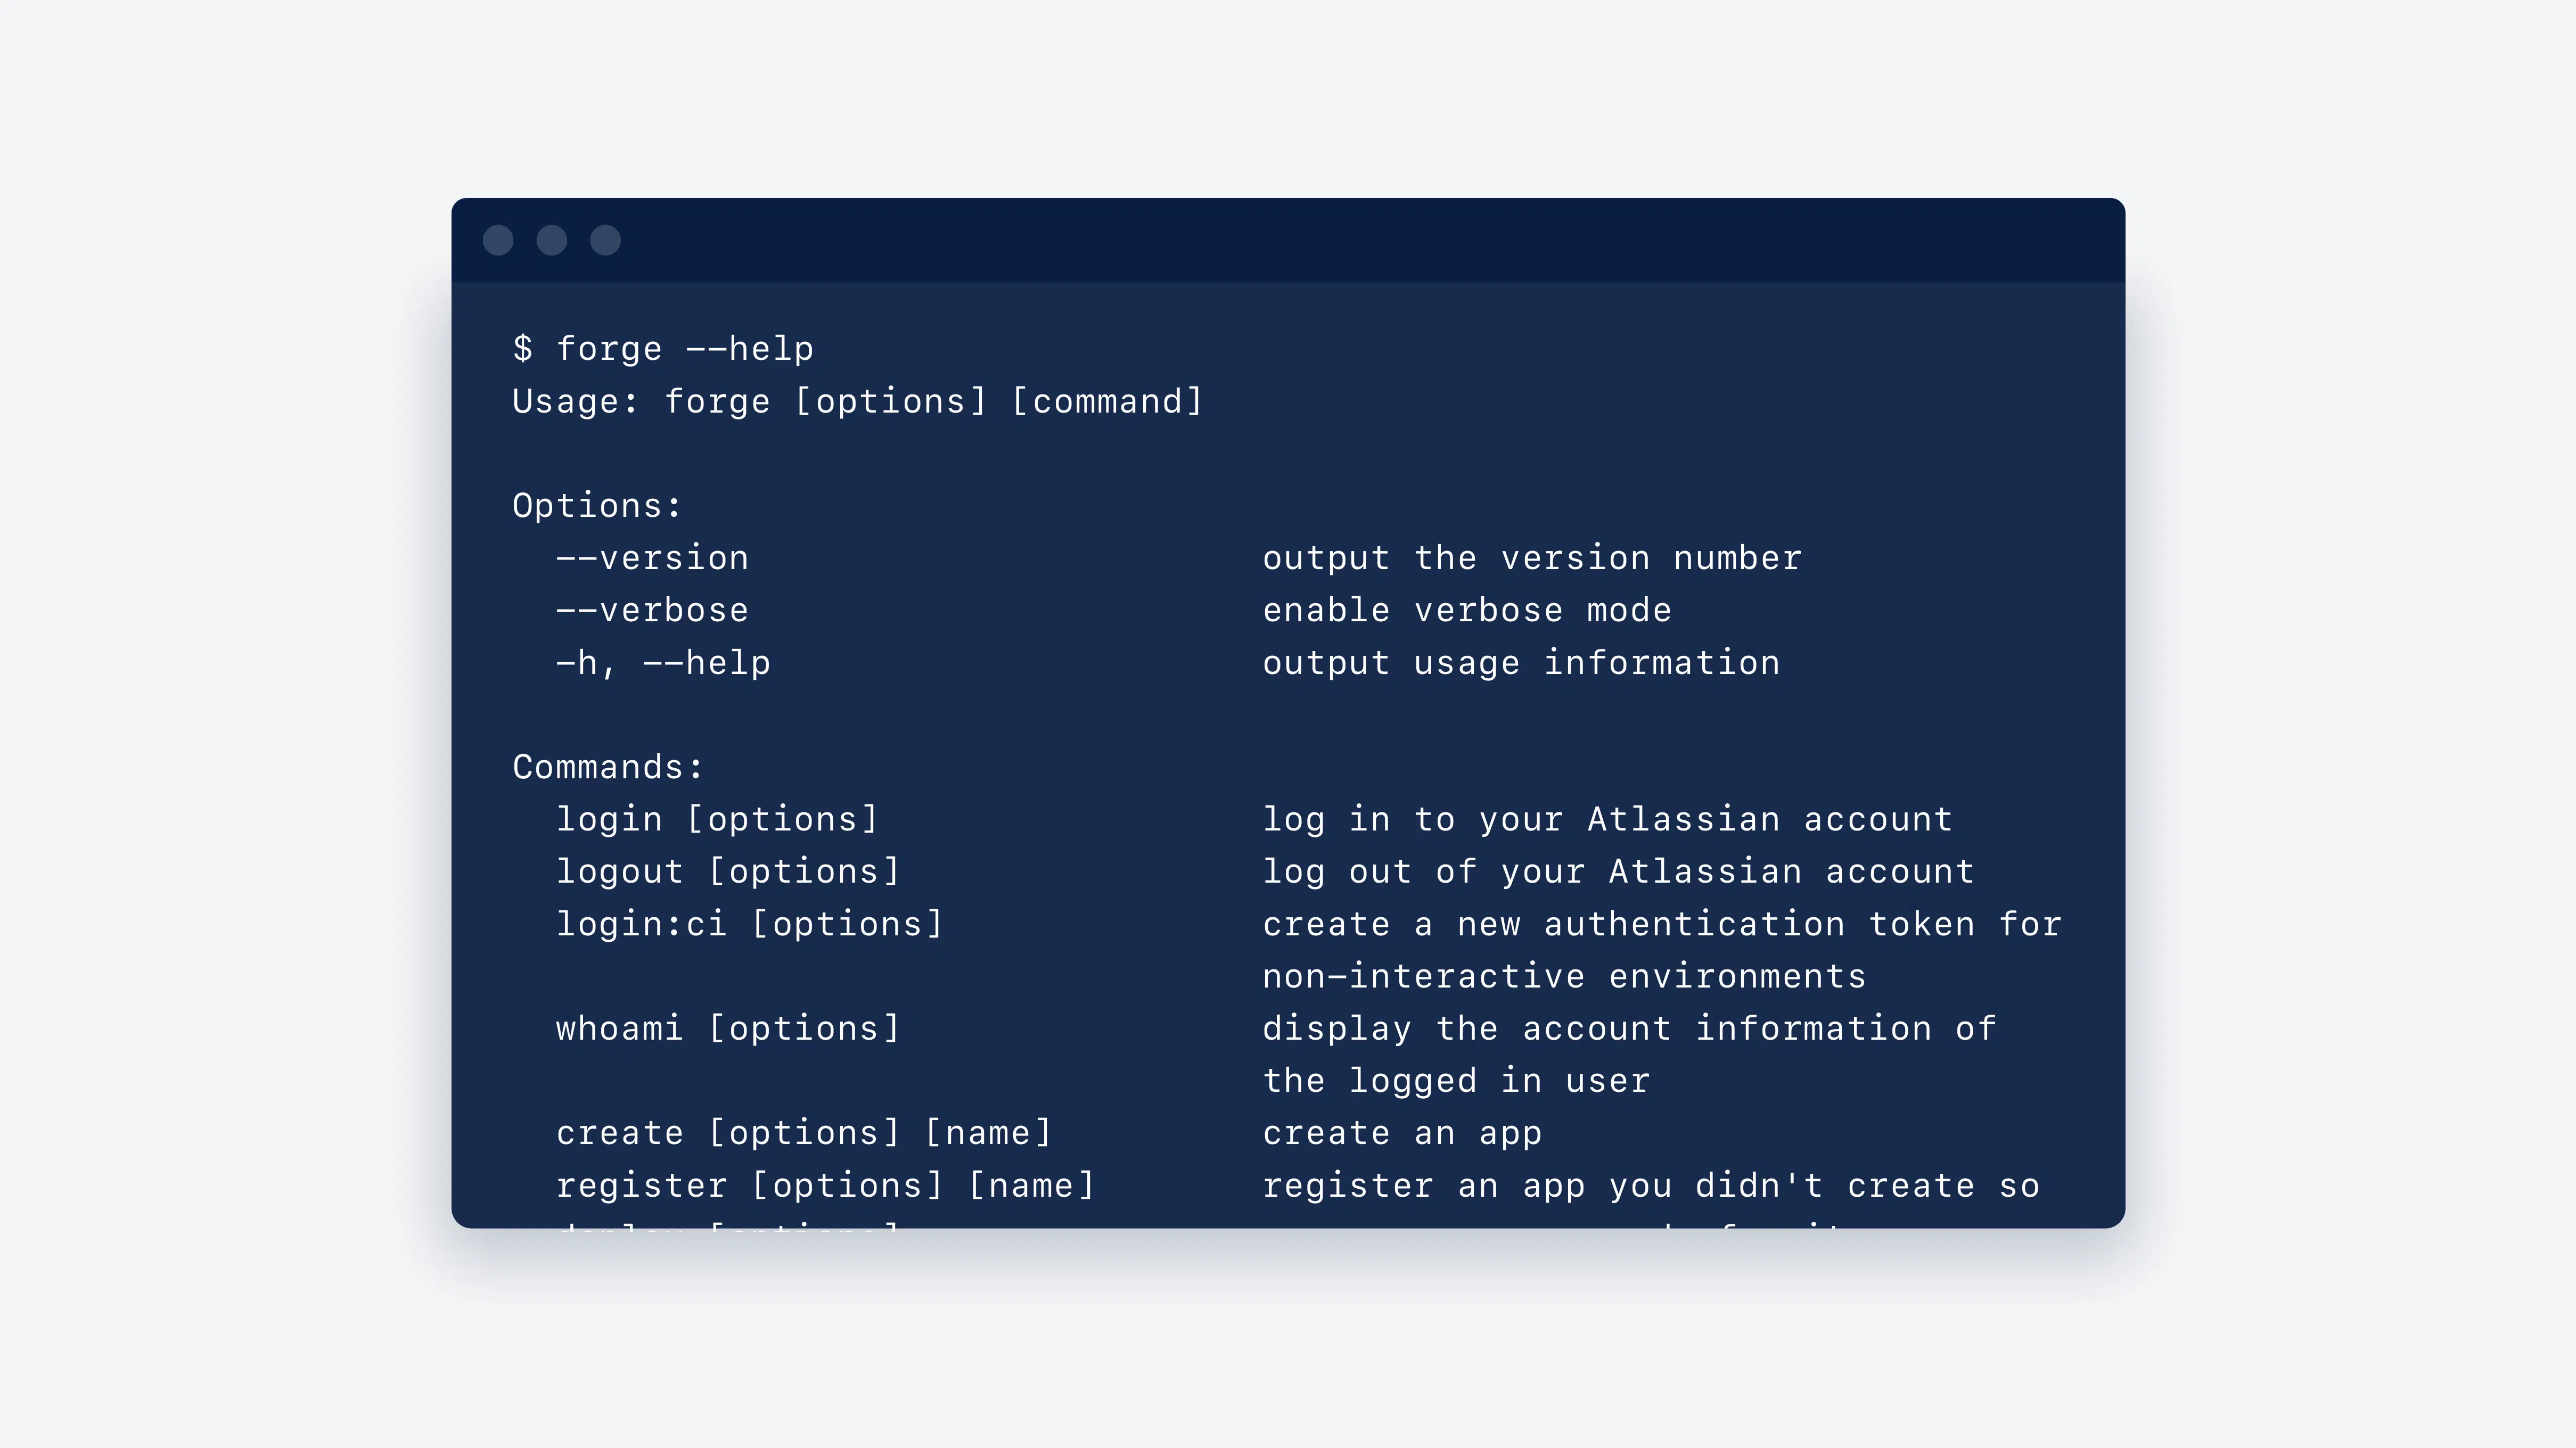 $ forge --help
Usage: forge [options] [command]
Options:
--version output the version number
--verbose enable verbose mode
-h, --help output usage information
Commands:
login [options] log in to your Atlassian account
logout [options] log out of your Atlassian account
login:ci [options] create a new authentication token for
non-interactive environments
whoami [options] display the account information of
the logged in user
create [options] [name] create an app
register [options] [name] register an app you didn't create so